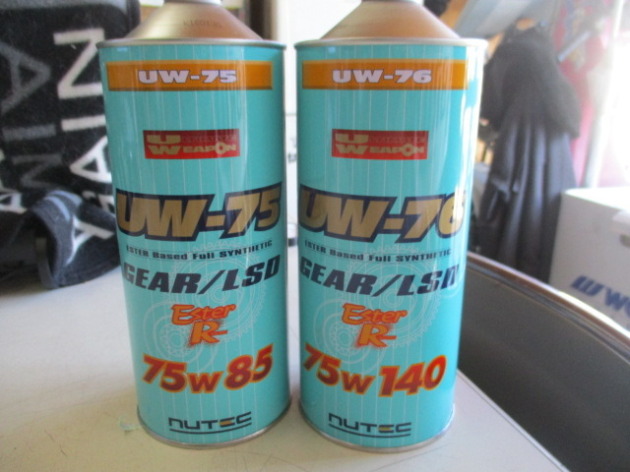 UW-75
WEAPON
UW-75
ESTER Based Full SYNTHETIC
GEAR/LSD
Ester
R
75W85
NUTEC
UW-76
WEAPON
UW-76
ESTER Based Full SYNTHETIC
GEAR/LSD
Ester
R
75W140
NUTEC